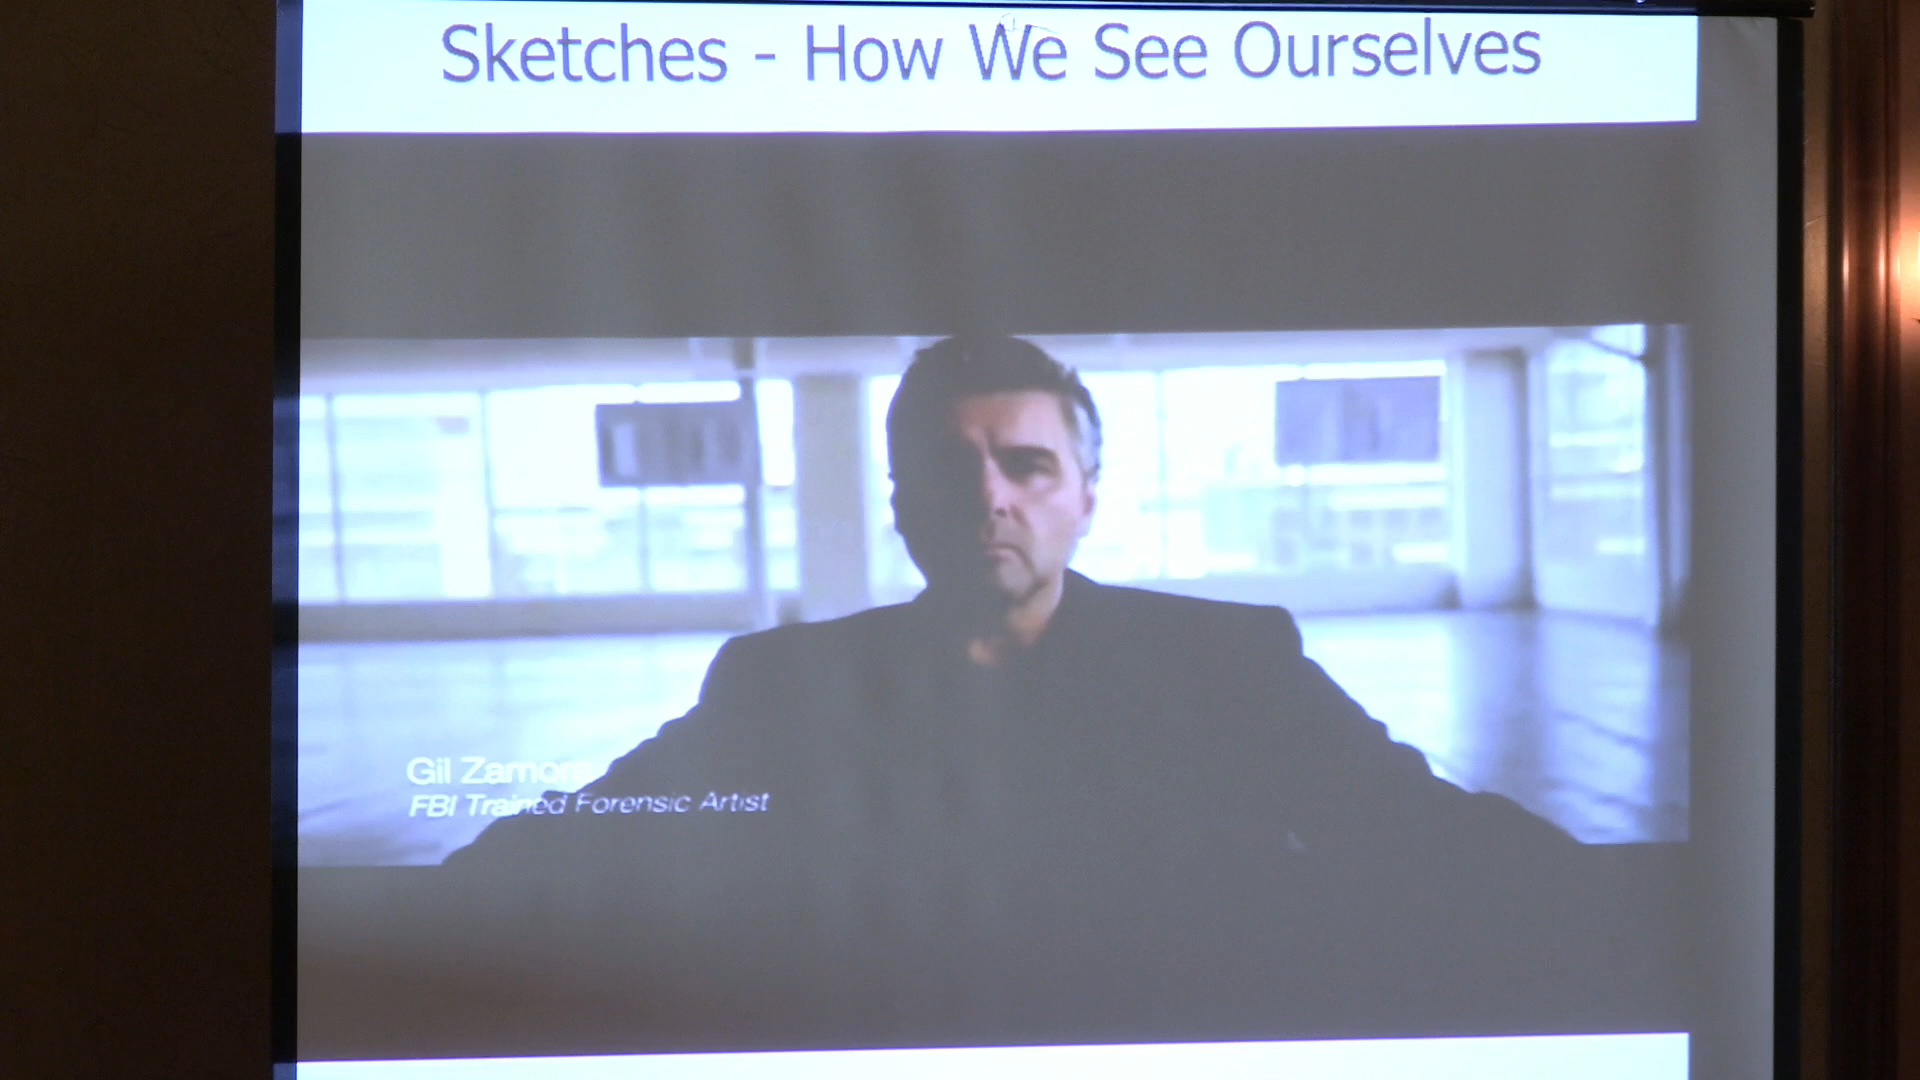 Sketches - How We See Ourselves
Gil Zamora
FBI Trained Forensic Artist